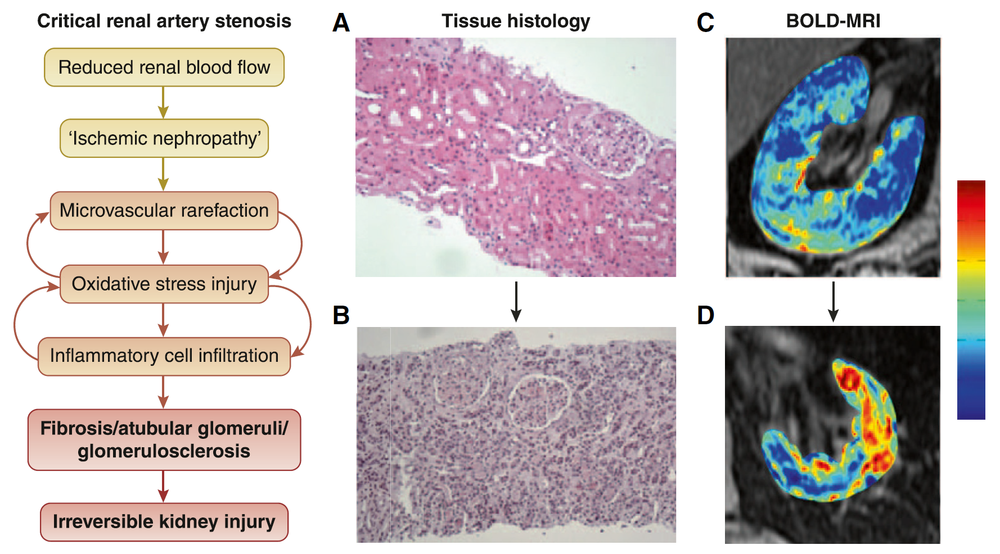 Critical renal artery stenosis
Reduced renal blood flow
‘Ischemic nephropathy’
Microvascular rarefaction
Oxidative stress injury
Inflammatory cell infiltration
Fibrosis/atubular glomeruli/
glomerulosclerosis
Irreversible kidney injury
A
Tissue histology
B
C
BOLD-MRI
D